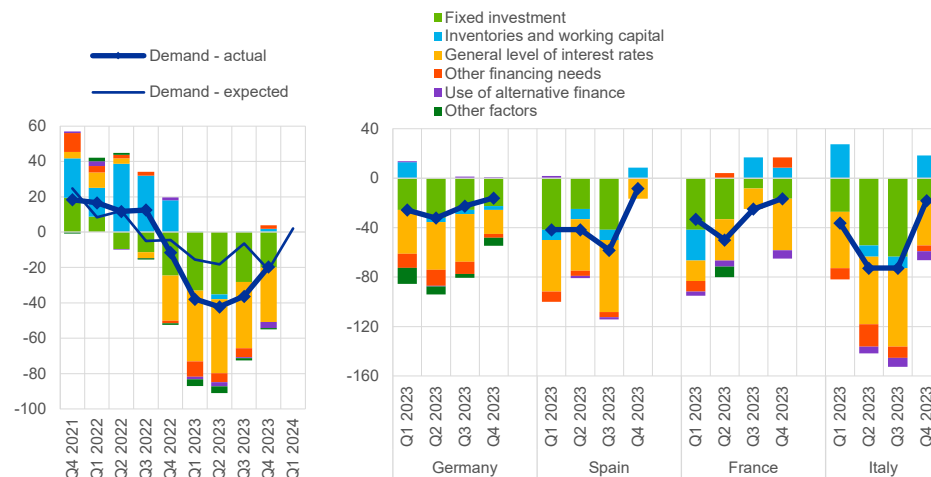 Demand - actual
Demand - expected
Fixed investment
Inventories and working capital
General level of interest rates
Other financing needs
Use of alternative finance
Other factors
60
40
20
0
-20
-40
-60
-80
-100
Q4 2021
Q1 2022
Q2 2022
Q3 2022
Q4 2022
Q1 2023
Q2 2023
Q3 2023
Q4 2023
Q1 2024
40
0
-40
-80
-120
-160
Q1 2023
Q2 2023
Q3 2023
Q4 2023
Q1 2023
Q2 2023
Q3 2023
Q4 2023
Q1 2023
Q2 2023
Q3 2023
Q4 2023
Q1 2023
Q2 2023
Q3 2023
Q4 2023
Germany
Spain
France
Italy